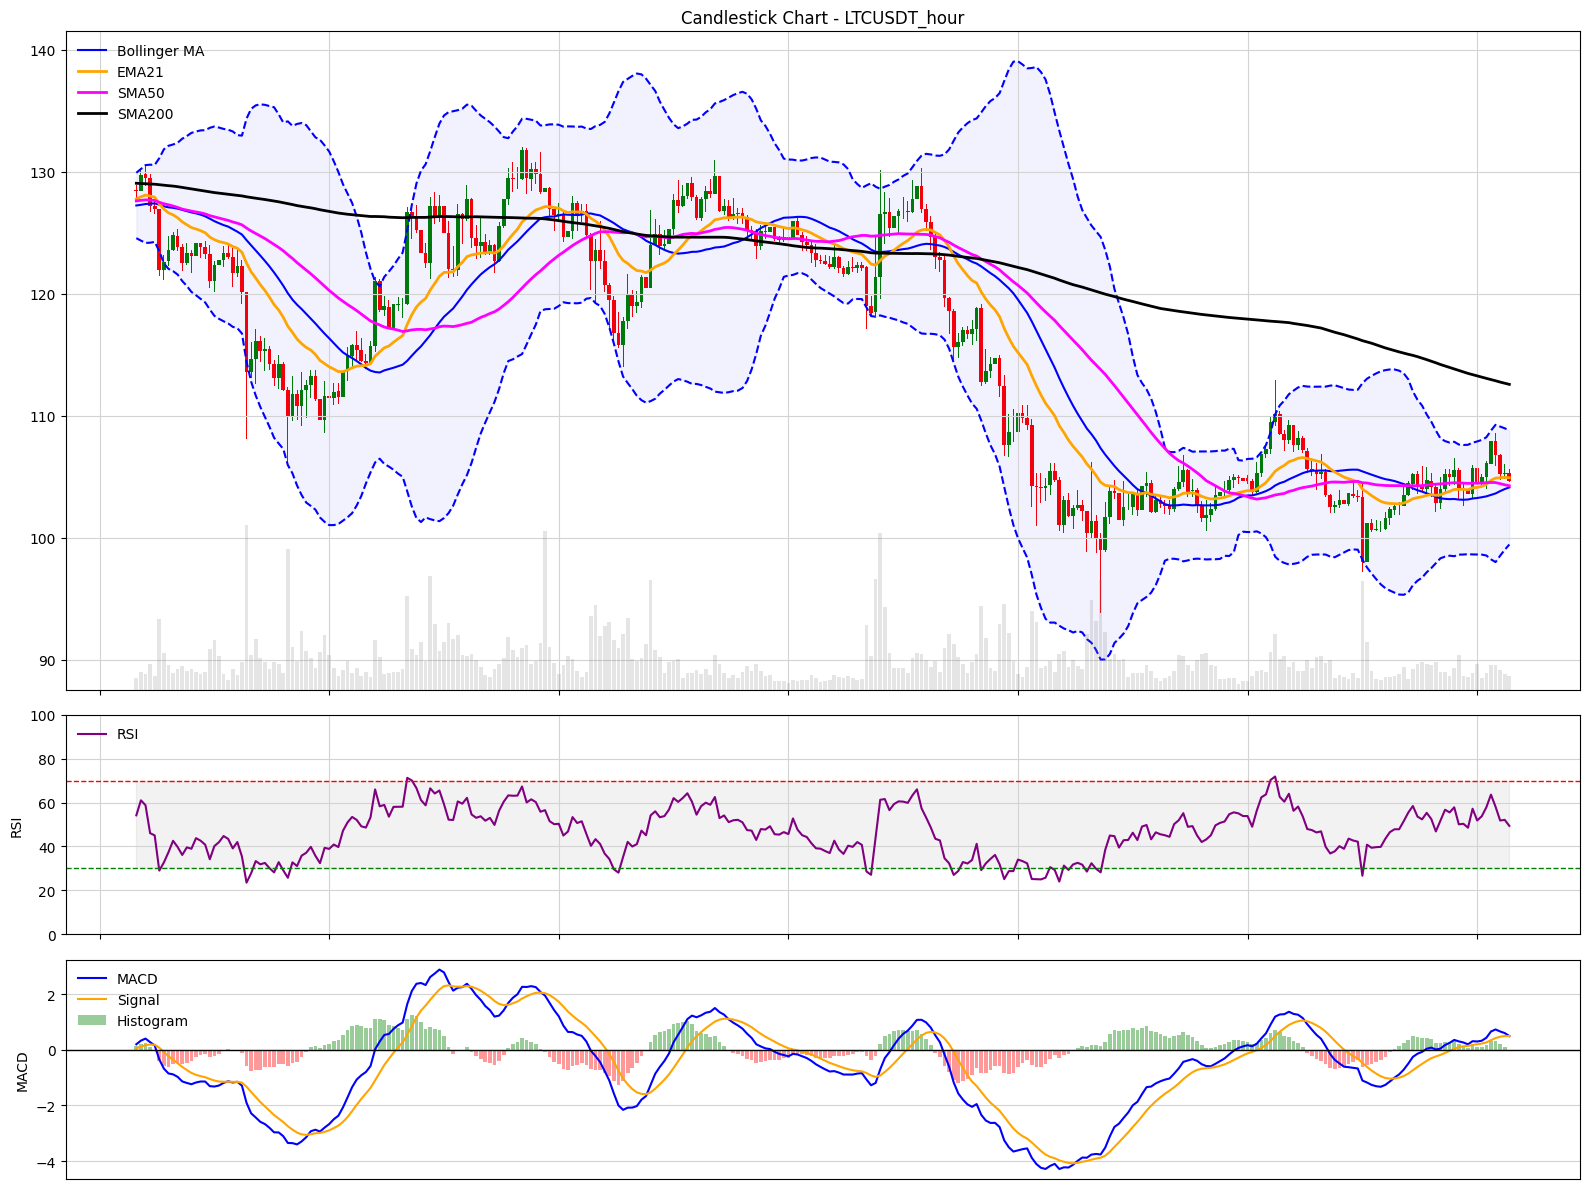 Candlestick Chart - LTCUSDT_hour
Bollinger MA
EMA21
SMA50
SMA200
140
130
120
110
100
90
RSI
RSI
100
80
60
40
20
0
MACD
Signal
Histogram
MACD
2
0
−2
−4